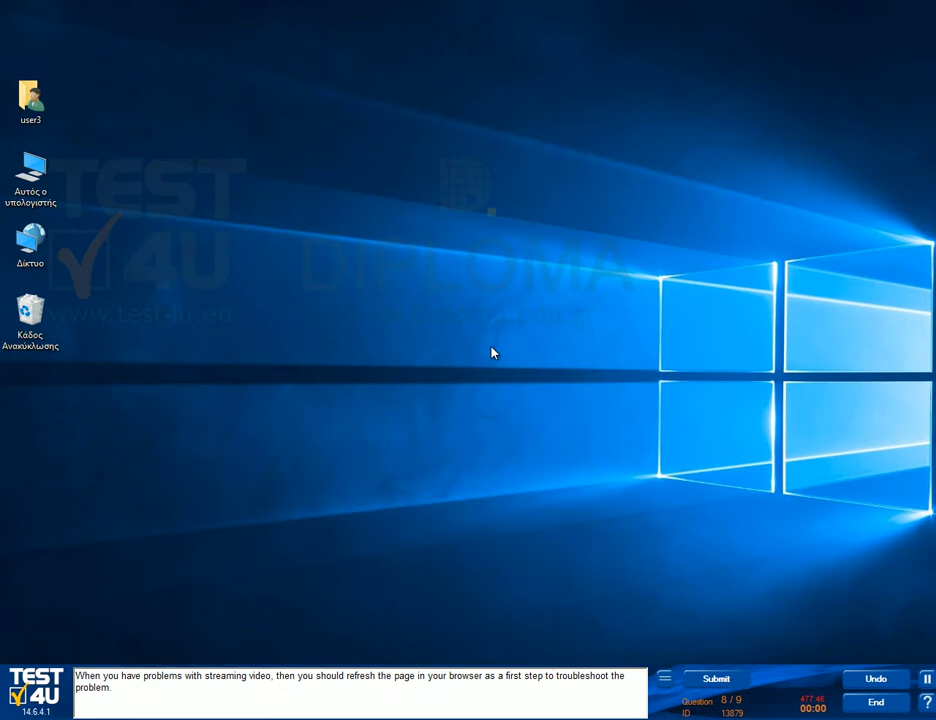 user3
Αυτός ο
υπολογιστής
Δίκτυο
Κάδος
Ανακύκλωσης
TEST
4U
www.test4u.eu
DIPLOMA
TEST
4U
14.6.4.1
When you have problems with streaming video, then you should refresh the page in your browser as a first step to troubleshoot the
problem.
Submit
Question 8 / 9
ID 13879
477:46
00:00
Undo
End
?